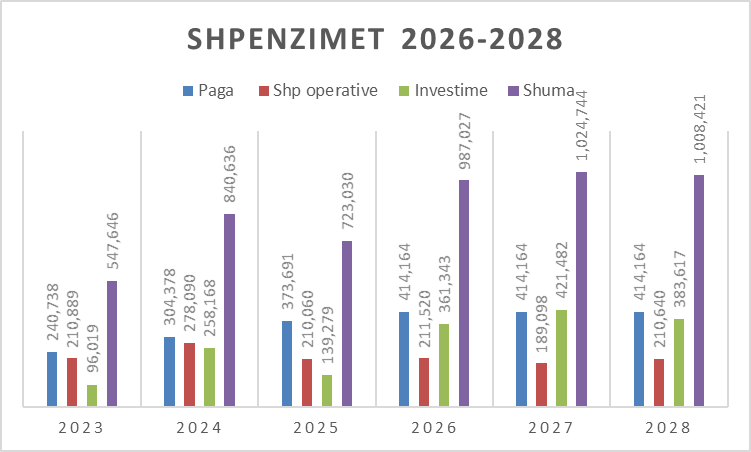 SHPENZIMET 2026-2028
Paga Shp operative Investime Shuma
240,738 210,889 96,019 547,646
304,378 278,090 258,168 840,636
373,691 210,060 139,279 723,030
414,164 211,520 361,343 987,027
414,164 189,098 421,482 1,024,744
414,164 210,640 383,617 1,008,421
2023 2024 2025 2026 2027 2028